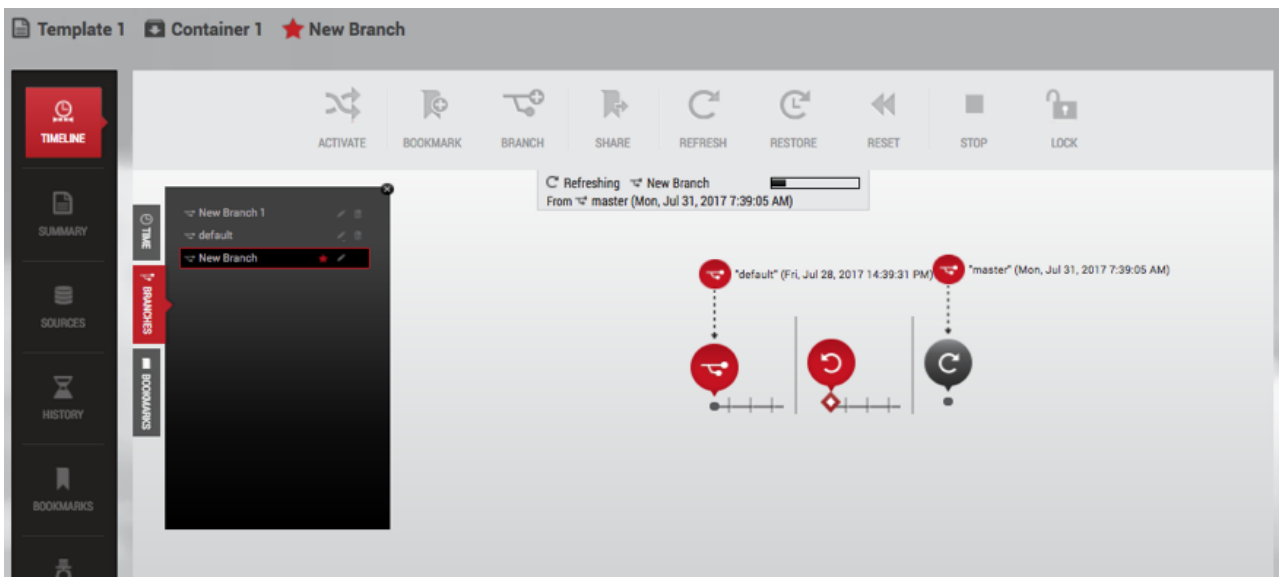 Template 1 Container 1 New Branch
TIMELINE
SUMMARY
SOURCES
HISTORY
BOOKMARKS
ACTIVATE BOOKMARK BRANCH SHARE REFRESH RESTORE RESET STOP LOCK
Refreshing New Branch
From master (Mon, Jul 31, 2017 7:39:05 AM)
TIME
BRANCHES
BOOKMARKS
New Branch 1
default
New Branch
"default" (Fri, Jul 28, 2017 14:39:31 PM)
"master" (Mon, Jul 31, 2017 7:39:05 AM)